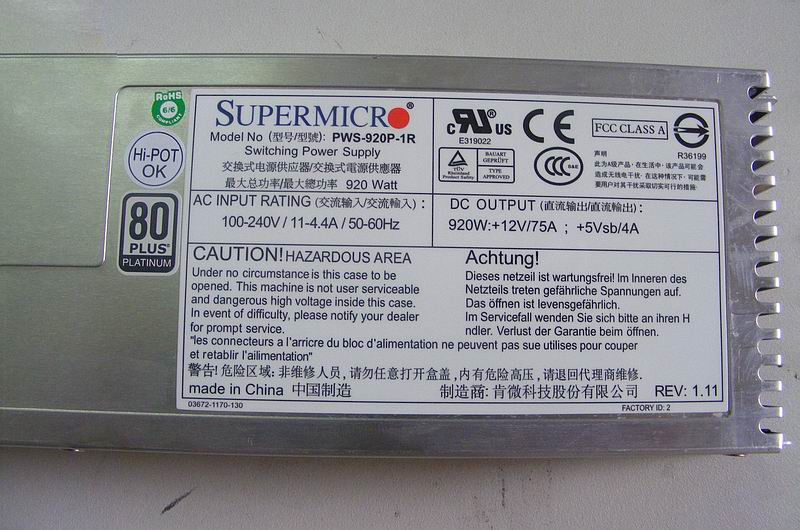 RoHS
6/6
COMPLIANT
Hi-POT
OK
80
PLUS®
PLATINUM
SUPERMICRO®
Model No (型号/型號): PWS-920P-1R
Switching Power Supply
交换式电源供应器/交換式電源供應器
最大总功率/最大總功率 920 Watt
c RU US
E319022
CE
FCC CLASS A
R36199
TÜV
Rheinland
Product Safety
BAUART
GEPRÜFT
TYPE
APPROVED
CCC
S&E
声明
此为A级产品，在生活中，该产品可能会
造成无线电干扰，在这种情况下，可能需
要用户对其干扰采取切实可行的措施。
AC INPUT RATING (交流输入/交流輸入)：
100-240V / 11-4.4A / 50-60Hz
DC OUTPUT (直流输出/直流輸出)：
920W:+12V/75A ； +5Vsb/4A
CAUTION! HAZARDOUS AREA
Under no circumstance is this case to be
opened. This machine is not user serviceable
and dangerous high voltage inside this case.
In event of difficulty, please notify your dealer
for prompt service.
Achtung!
Dieses netzeil ist wartungsfrei! Im Inneren des
Netzteils treten gefährliche Spannungen auf.
Das öffnen ist levensgefährlich.
Im Servicefall wenden Sie sich bitte an ihren H
ndler. Verlust der Garantie beim öffnen.
"les connecteurs a l'arricre du bloc d'alimentation ne peuvent pas sue utilises pour couper
et retablir l'ailimentation"
警告! 危险区域: 非维修人员,请勿任意打开盒盖,内有危险高压,请退回代理商维修.
made in China 中国制造
制造商: 肯微科技股份有限公司
REV: 1.11
03672-1170-130
FACTORY ID: 2